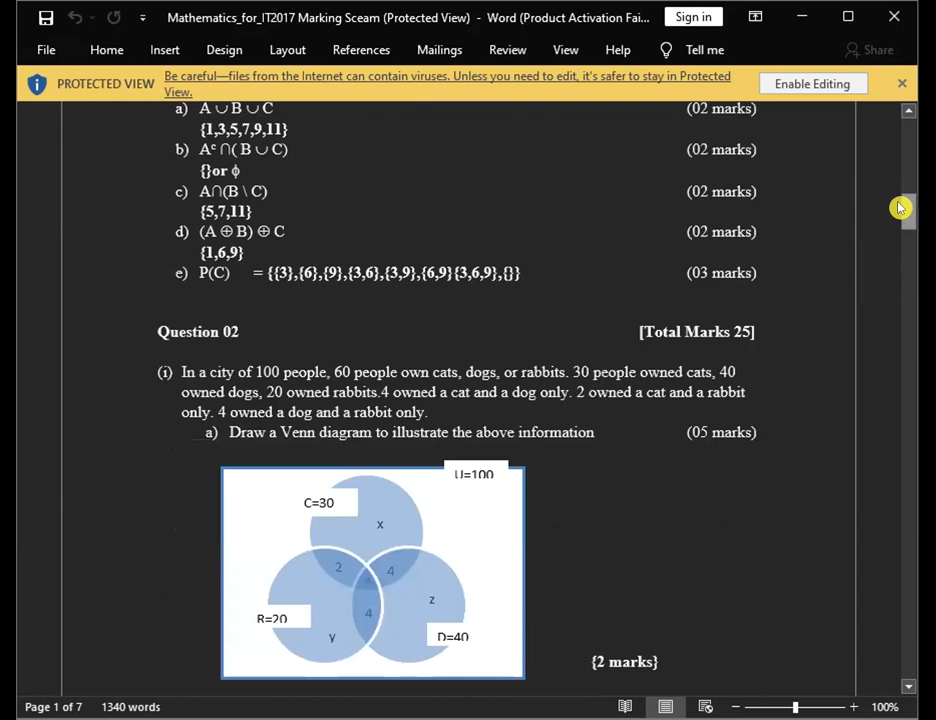 Mathematics_for_IT2017 Marking Sceam (Protected View) - Word (Product Activation Fai... Sign in
File Home Insert Design Layout References Mailings Review View Help Tell me Share
PROTECTED VIEW Be careful—files from the Internet can contain viruses. Unless you need to edit, it's safer to stay in Protected View. Enable Editing
a) A ∪ B ∪ C (02 marks)
{1,3,5,7,9,11}
b) Aᶜ ∩( B ∪ C) (02 marks)
{}or ϕ
c) A∩(B \ C) (02 marks)
{5,7,11}
d) (A ⊕ B) ⊕ C (02 marks)
{1,6,9}
e) P(C) = {{3},{6},{9},{3,6},{3,9},{6,9}{3,6,9},{}} (03 marks)
Question 02 [Total Marks 25]
(i) In a city of 100 people, 60 people own cats, dogs, or rabbits. 30 people owned cats, 40
owned dogs, 20 owned rabbits.4 owned a cat and a dog only. 2 owned a cat and a rabbit
only. 4 owned a dog and a rabbit only.
a) Draw a Venn diagram to illustrate the above information (05 marks)
U=100
C=30
x
2 4
z
4
R=20
y D=40
{2 marks}
Page 1 of 7 1340 words 100%